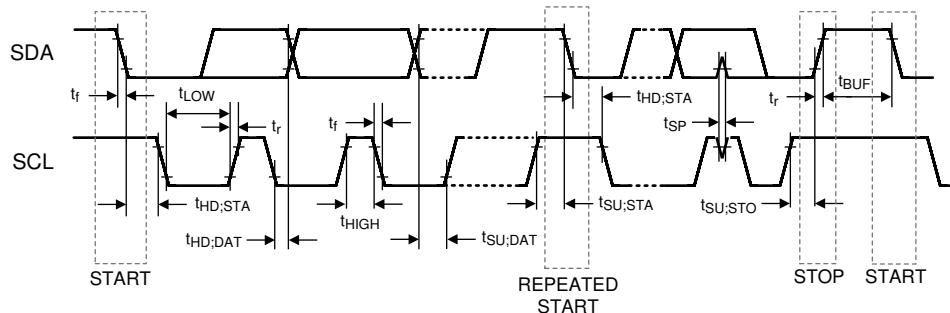 SDA
t_f
t_LOW
t_r
t_f
t_HD;STA
t_SP
t_r
t_BUF
SCL
t_HD;STA
t_HD;DAT
t_HIGH
t_SU;DAT
t_SU;STA
t_SU;STO
START
REPEATED
START
STOP
START